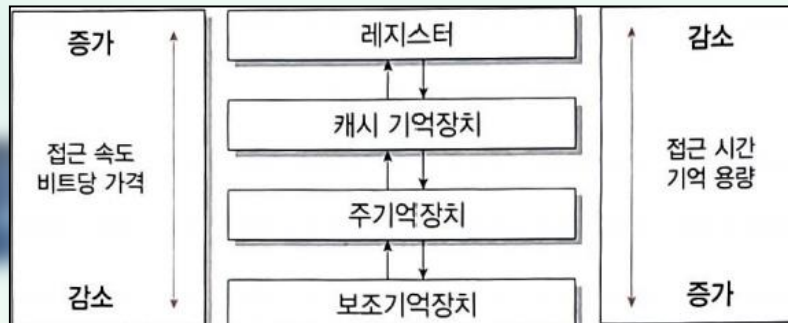 증가
접근 속도
비트당 가격
감소
레지스터
캐시 기억장치
주기억장치
보조기억장치
감소
접근 시간
기억 용량
증가